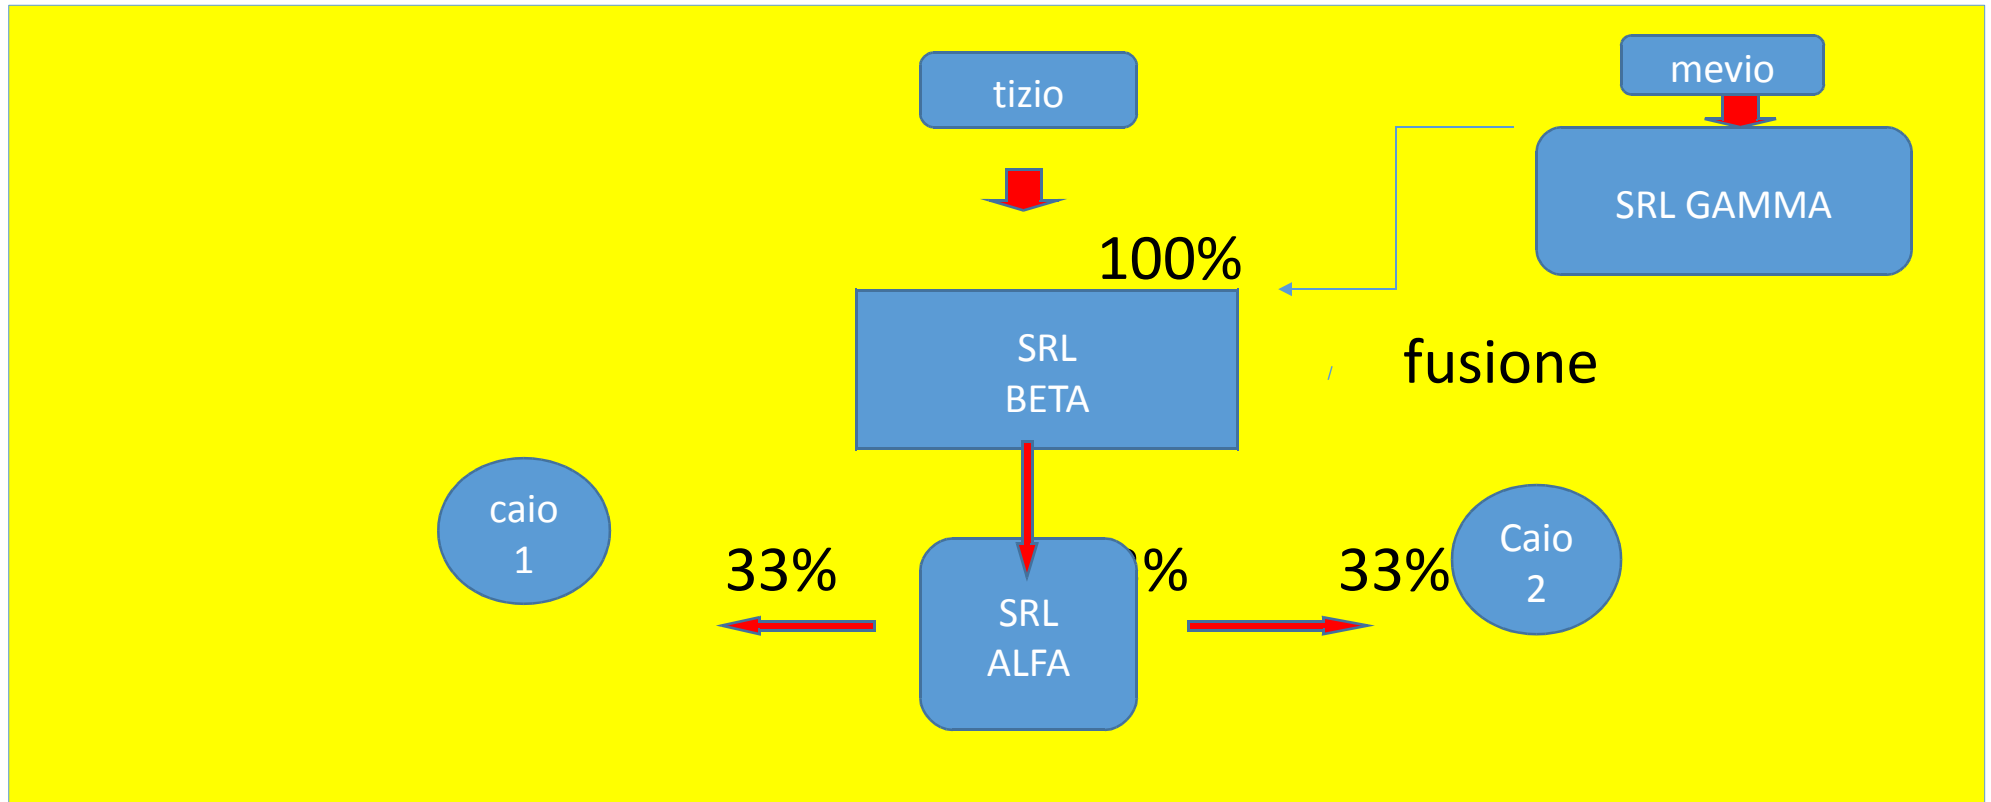 tizio
mevio
SRL GAMMA
100%
SRL
BETA
fusione
caio
1
33%
%
33%
Caio
2
SRL
ALFA